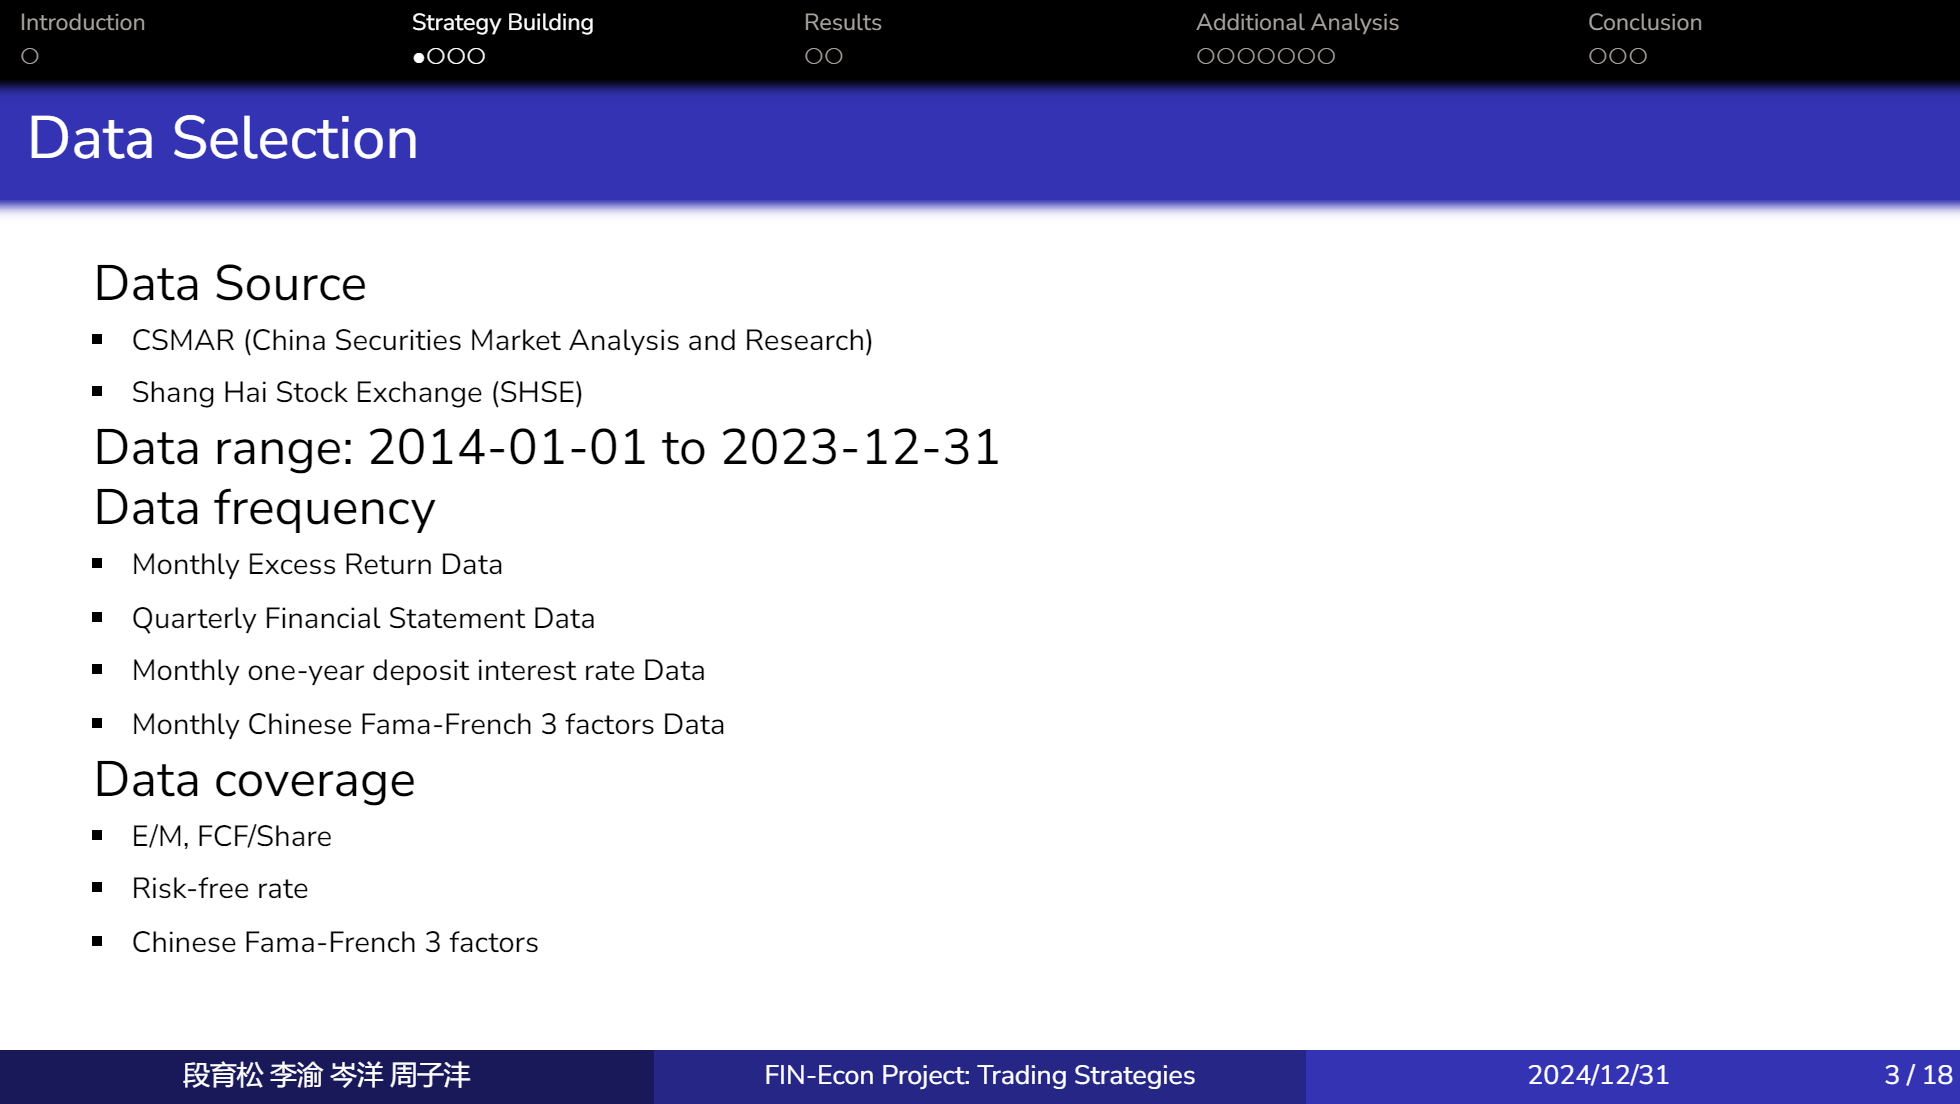 Introduction
Strategy Building
Results
Additional Analysis
Conclusion
Data Selection
Data Source
CSMAR (China Securities Market Analysis and Research)
Shang Hai Stock Exchange (SHSE)
Data range: 2014-01-01 to 2023-12-31
Data frequency
Monthly Excess Return Data
Quarterly Financial Statement Data
Monthly one-year deposit interest rate Data
Monthly Chinese Fama-French 3 factors Data
Data coverage
E/M, FCF/Share
Risk-free rate
Chinese Fama-French 3 factors
段育松 李渝 岑洋 周子沣
FIN-Econ Project: Trading Strategies
2024/12/31
3 / 18